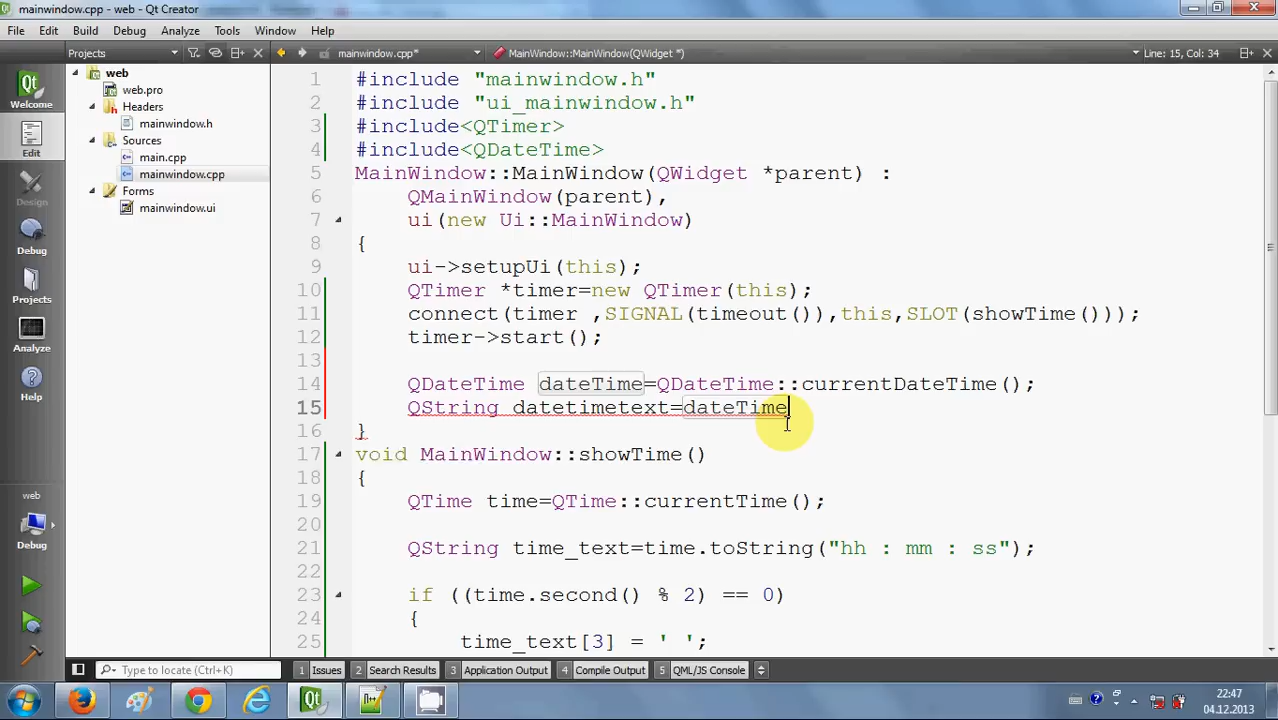 mainwindow.cpp - web - Qt Creator
File Edit Build Debug Analyze Tools Window Help
Projects mainwindow.cpp* MainWindow::MainWindow(QWidget *) Line: 15, Col: 34
Qt
Welcome
Edit
Design
Debug
Projects
Analyze
Help
web
Debug
web
web.pro
Headers
mainwindow.h
Sources
main.cpp
mainwindow.cpp
Forms
mainwindow.ui
1 #include "mainwindow.h"
2 #include "ui_mainwindow.h"
3 #include<QTimer>
4 #include<QDateTime>
5 MainWindow::MainWindow(QWidget *parent) :
6 QMainWindow(parent),
7 ui(new Ui::MainWindow)
8 {
9 ui->setupUi(this);
10 QTimer *timer=new QTimer(this);
11 connect(timer ,SIGNAL(timeout()),this,SLOT(showTime()));
12 timer->start();
13
14 QDateTime dateTime=QDateTime::currentDateTime();
15 QString datetimetext=dateTime
16 }
17 void MainWindow::showTime()
18 {
19 QTime time=QTime::currentTime();
20
21 QString time_text=time.toString("hh : mm : ss");
22
23 if ((time.second() % 2) == 0)
24 {
25 time_text[3] = ' ';
Type to locate (Ctrl+K) 1 Issues 2 Search Results 3 Application Output 4 Compile Output 5 QML/JS Console
22:47
04.12.2013